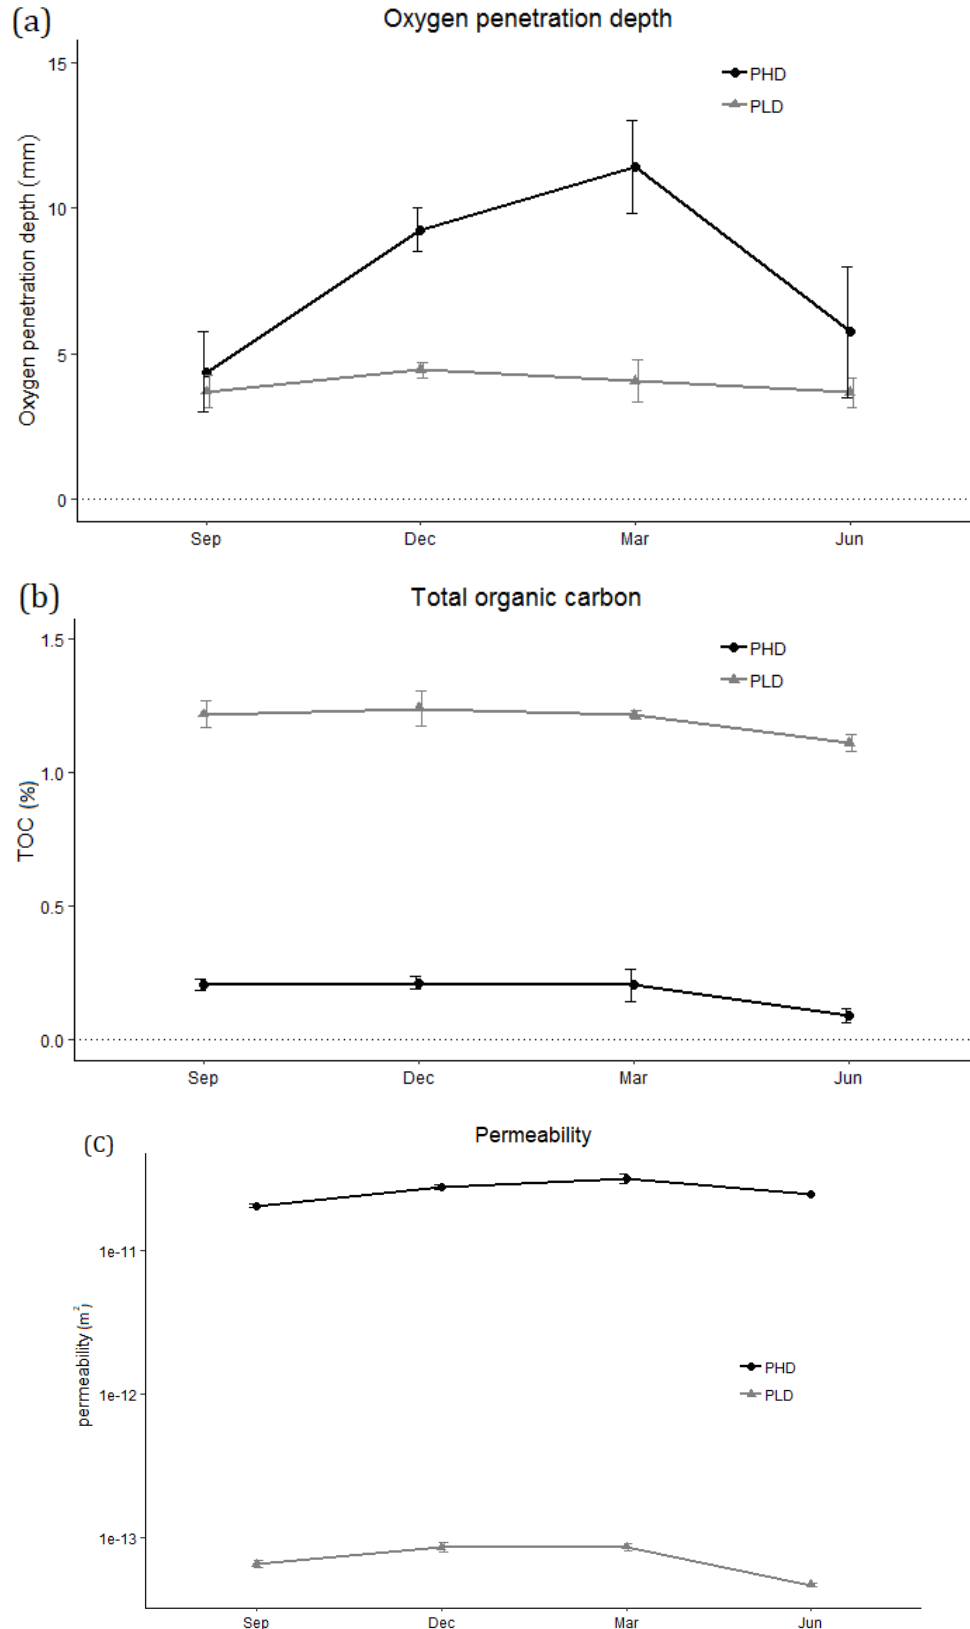 (a)
Oxygen penetration depth
PHD
PLD
Oxygen penetration depth (mm)
15
10
5
0
Sep Dec Mar Jun
(b)
Total organic carbon
PHD
PLD
TOC (%)
1.5
1.0
0.5
0.0
Sep Dec Mar Jun
(C)
Permeability
PHD
PLD
permeability (m²)
1e-11
1e-12
1e-13
Sep Dec Mar Jun